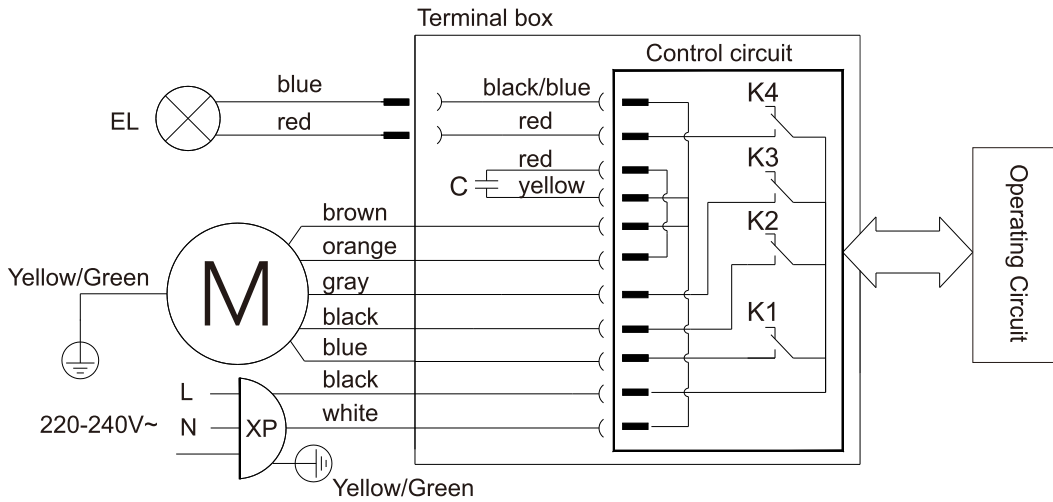 Terminal box
Control circuit
blue
black/blue
K4
EL
red
red
red
K3
C
yellow
brown
orange
K2
Yellow/Green
M
gray
Operating Circuit
black
K1
blue
L
black
220-240V~
N
XP
white
Yellow/Green